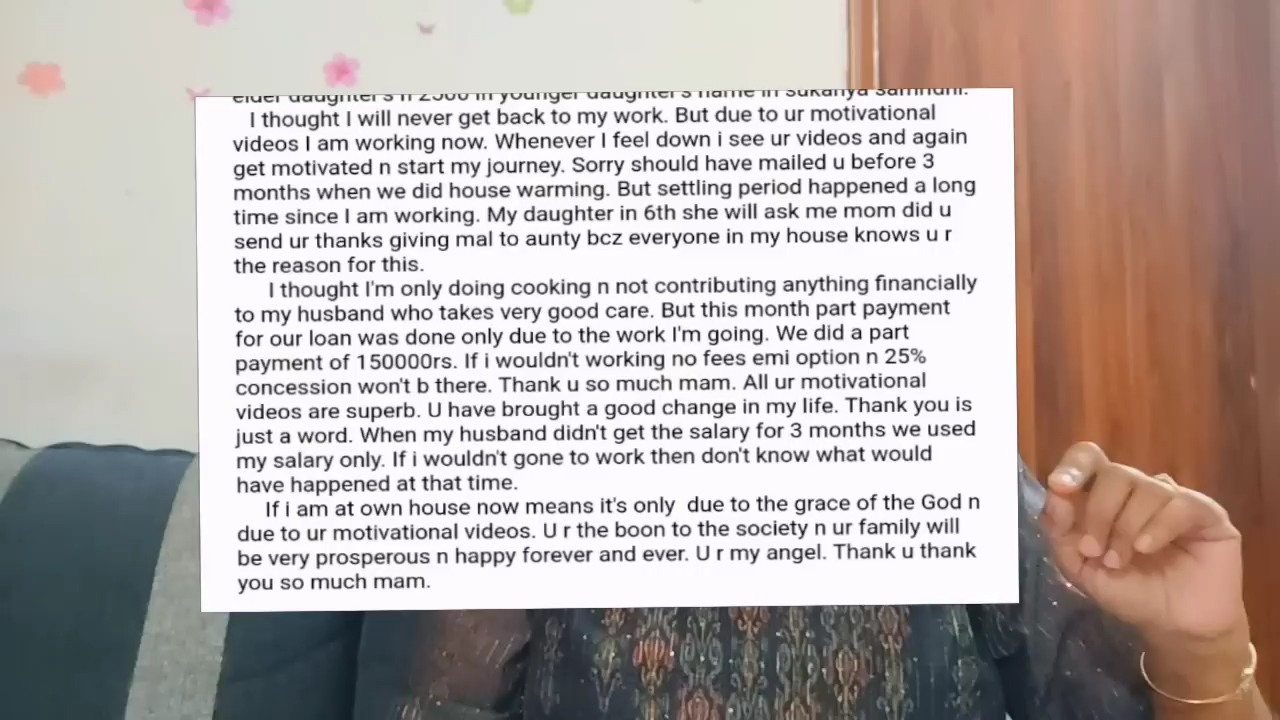 elder daughter's n 2500 in younger daughter's name in sukanya samridhi.
I thought I will never get back to my work. But due to ur motivational
videos I am working now. Whenever I feel down i see ur videos and again
get motivated n start my journey. Sorry should have mailed u before 3
months when we did house warming. But settling period happened a long
time since I am working. My daughter in 6th she will ask me mom did u
send ur thanks giving mal to aunty bcz everyone in my house knows u r
the reason for this.
I thought I'm only doing cooking n not contributing anything financially
to my husband who takes very good care. But this month part payment
for our loan was done only due to the work I'm going. We did a part
payment of 150000rs. If i wouldn't working no fees emi option n 25%
concession won't b there. Thank u so much mam. All ur motivational
videos are superb. U have brought a good change in my life. Thank you is
just a word. When my husband didn't get the salary for 3 months we used
my salary only. If i wouldn't gone to work then don't know what would
have happened at that time.
If i am at own house now means it's only due to the grace of the God n
due to ur motivational videos. U r the boon to the society n ur family will
be very prosperous n happy forever and ever. U r my angel. Thank u thank
you so much mam.